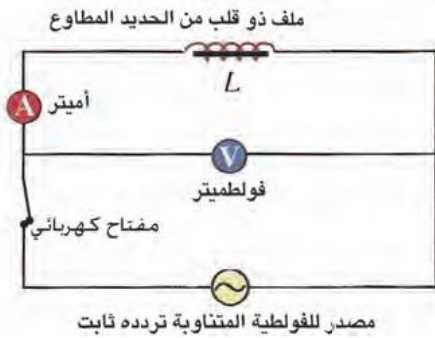 ملف ذو قلب من الحديد المطاوع
L
A
أميتر
V
فولطميتر
مفتاح كهربائي
مصدر للفولطية المتناوبة تردده ثابت